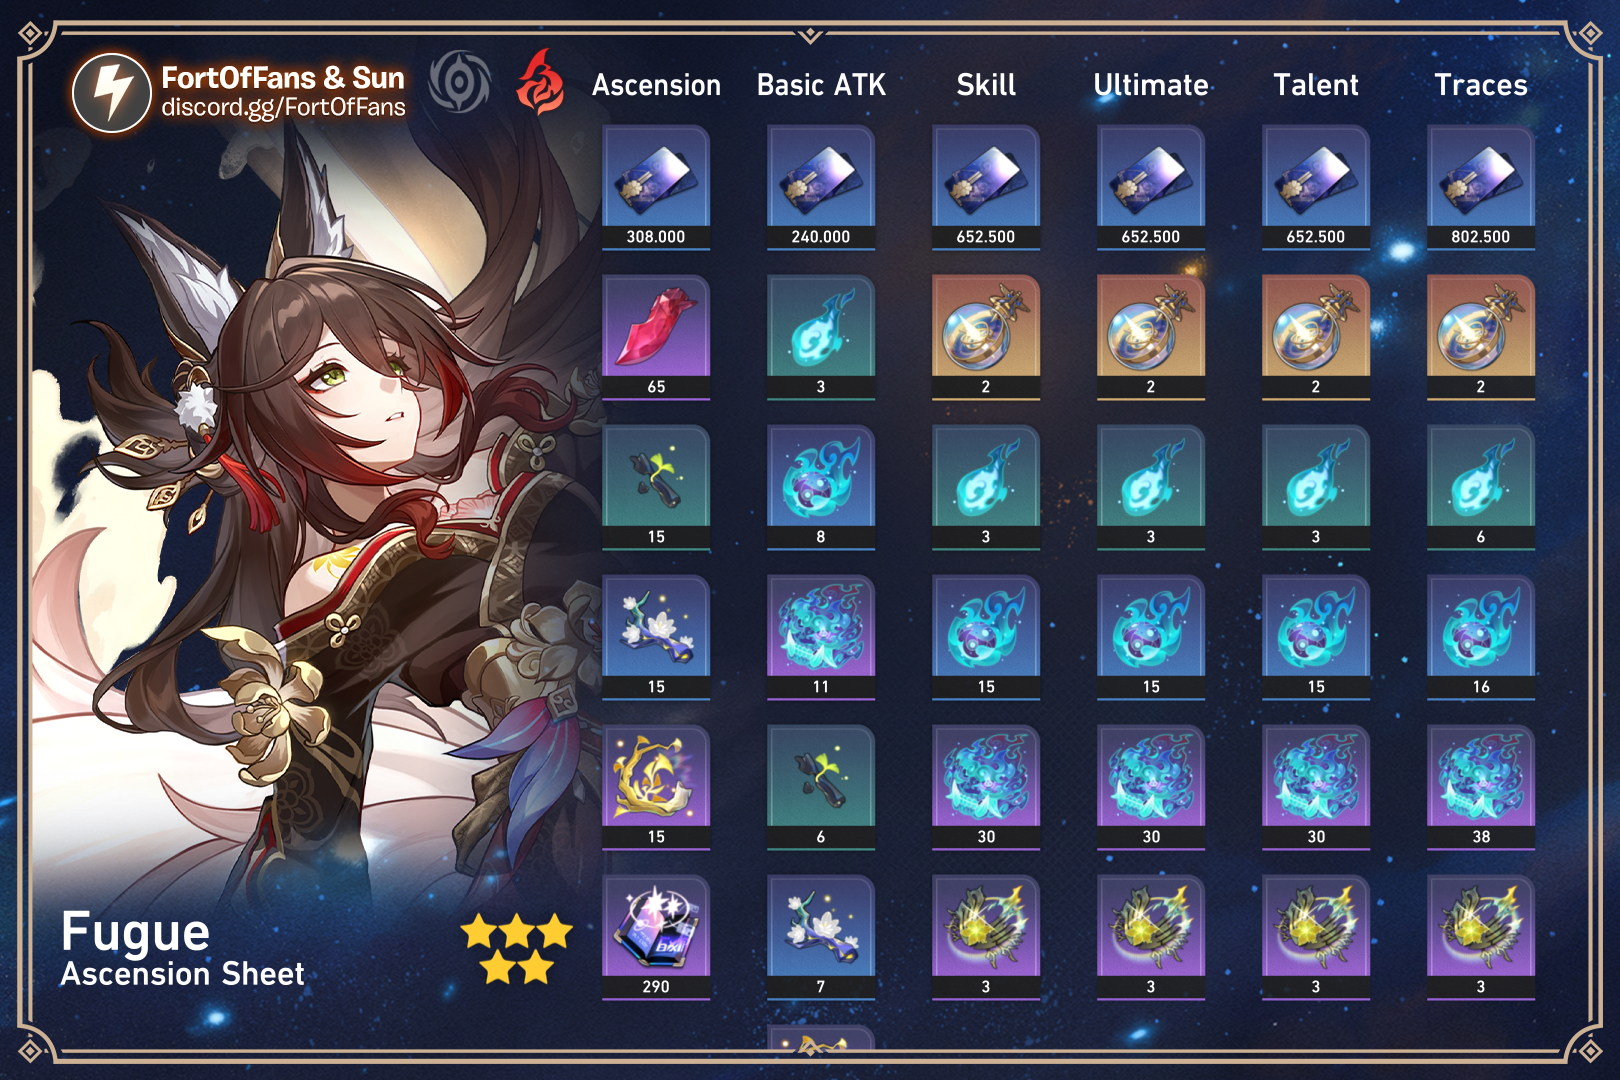 FortOfFans & Sun
discord.gg/FortOfFans
Ascension Basic ATK Skill Ultimate Talent Traces
308.000 240.000 652.500 652.500 652.500 802.500
65 3 2 2 2 2
15 8 3 3 3 6
15 11 15 15 15 16
15 6 30 30 30 38
290 7 3 3 3 3
Fugue
Ascension Sheet